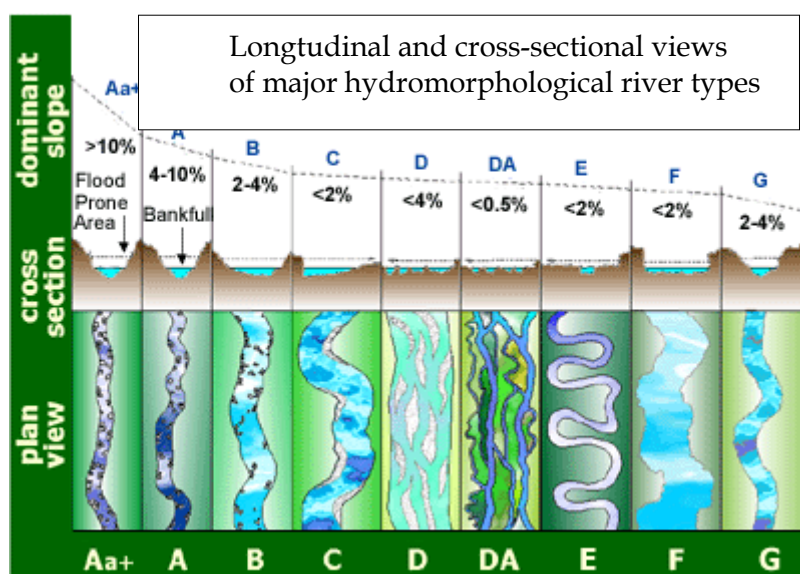 Longtudinal and cross-sectional views
of major hydromorphological river types
dominant
slope
Aa+
A
B
C
D
DA
E
F
G
>10%
4-10%
2-4%
<2%
<4%
<0.5%
<2%
<2%
2-4%
Flood
Prone
Area
Bankfull
cross
section
plan
view
Aa+ A B C D DA E F G